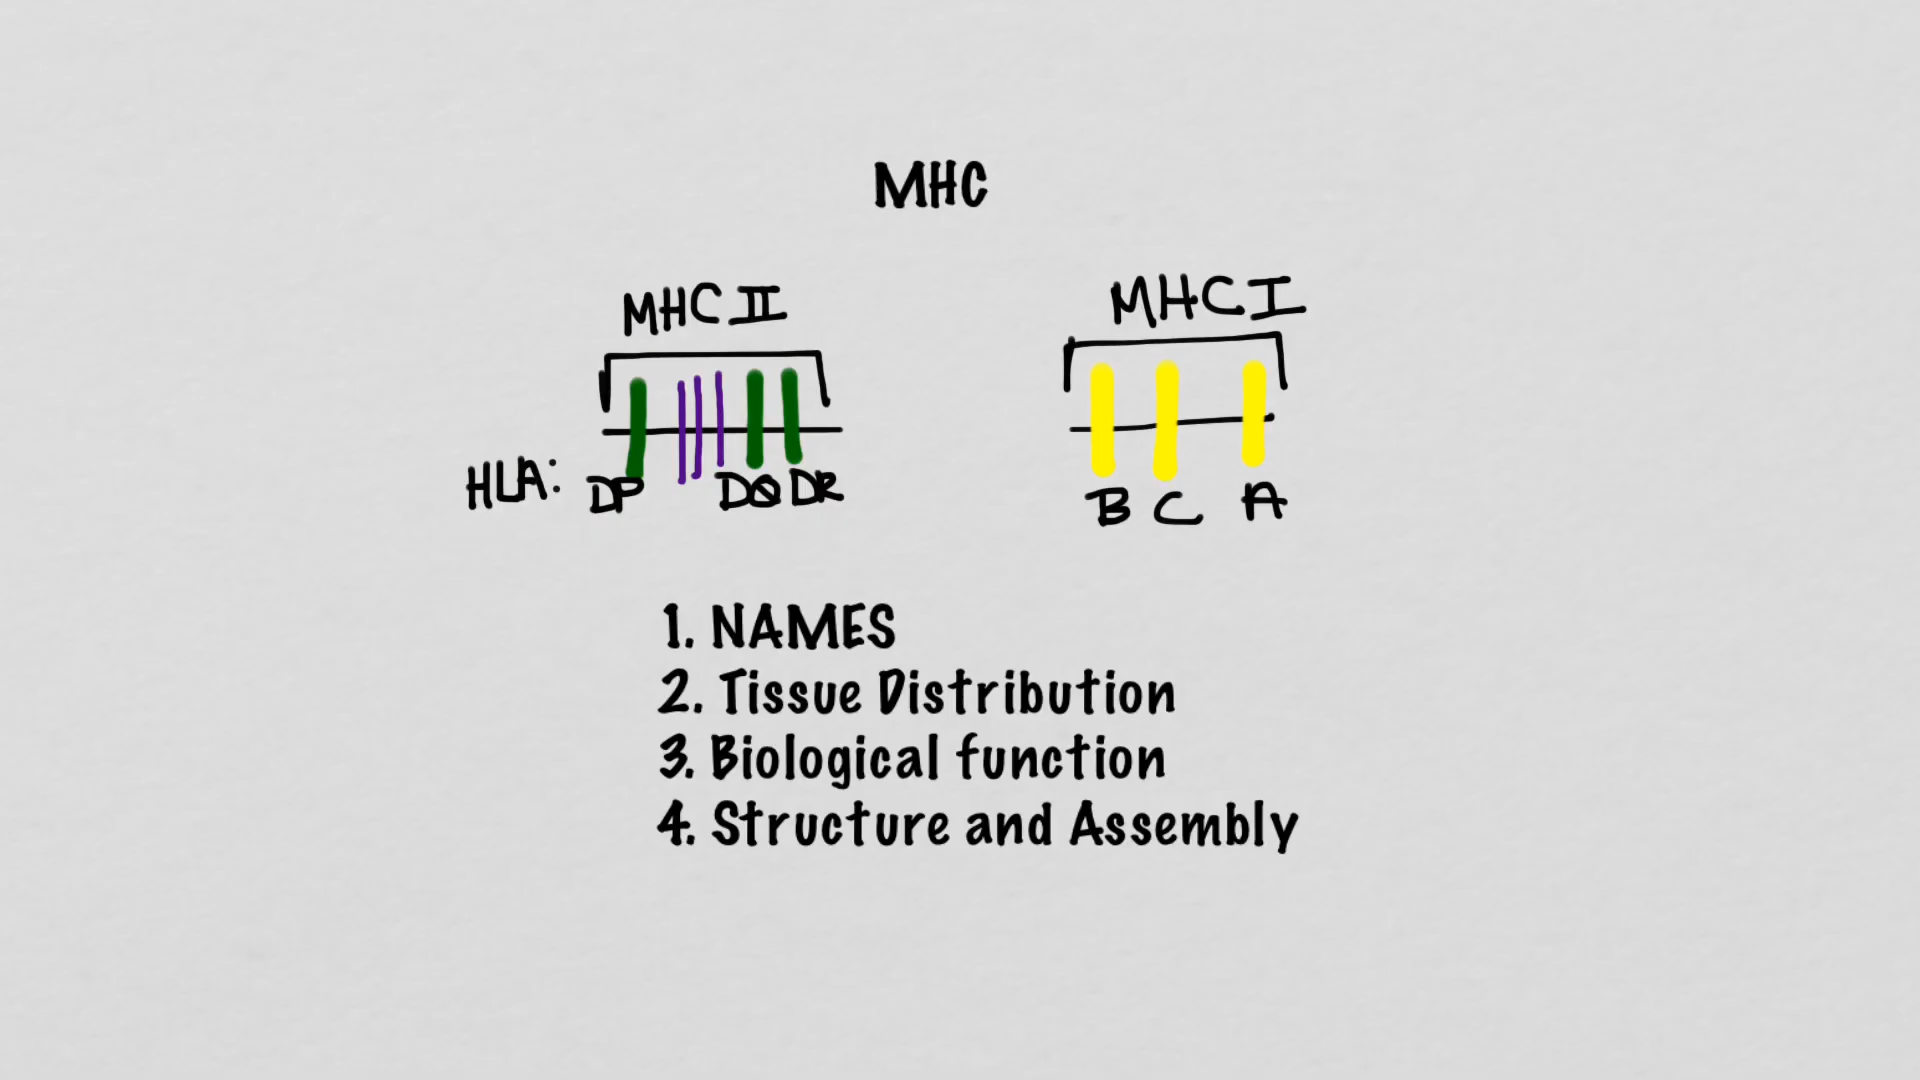 MHC
MHC II
MHC I
HLA: DP DQ DR
B C A
1. NAMES
2. Tissue Distribution
3. Biological function
4. Structure and Assembly